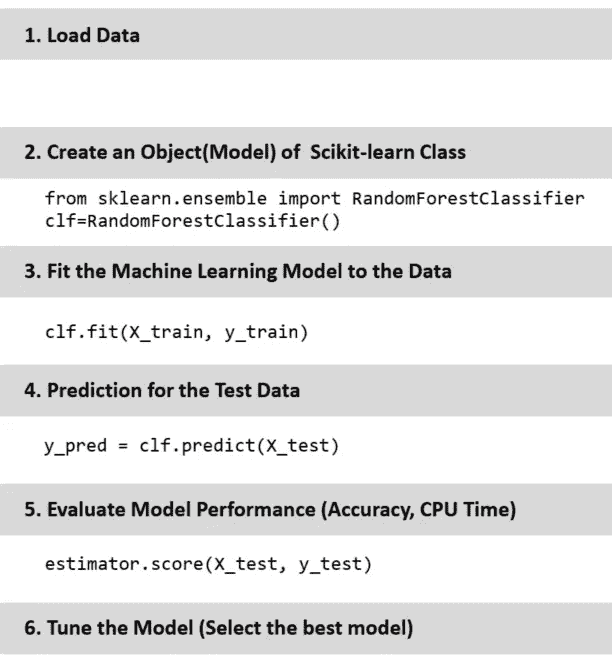 1. Load Data
2. Create an Object(Model) of Scikit-learn Class
from sklearn.ensemble import RandomForestClassifier
clf=RandomForestClassifier()
3. Fit the Machine Learning Model to the Data
clf.fit(X_train, y_train)
4. Prediction for the Test Data
y_pred = clf.predict(X_test)
5. Evaluate Model Performance (Accuracy, CPU Time)
estimator.score(X_test, y_test)
6. Tune the Model (Select the best model)